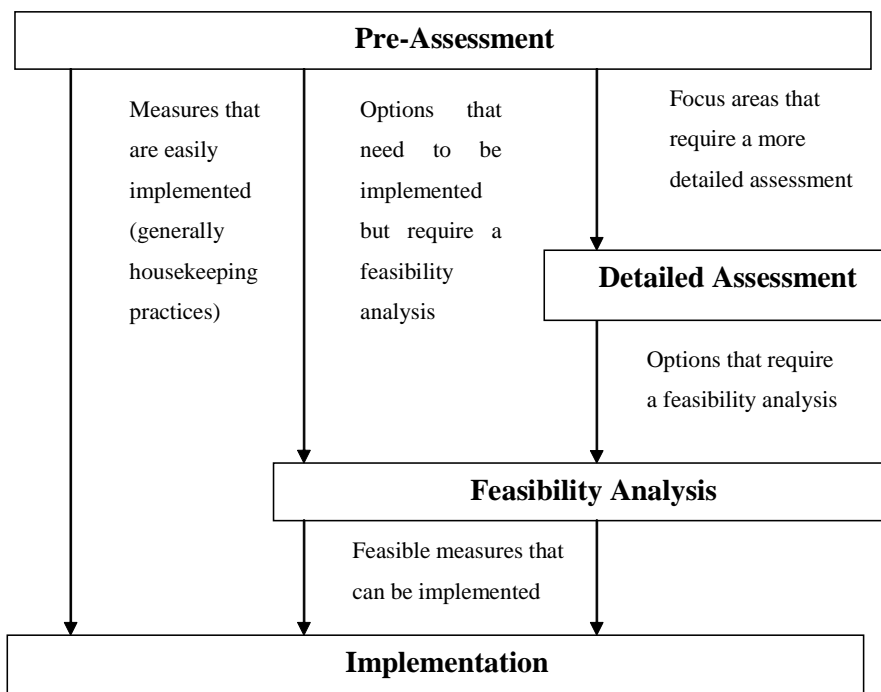 Pre-Assessment
Measures that
are easily
implemented
(generally
housekeeping
practices)
Options that
need to be
implemented
but require a
feasibility
analysis
Focus areas that
require a more
detailed assessment
Detailed Assessment
Options that require
a feasibility analysis
Feasibility Analysis
Feasible measures that
can be implemented
Implementation